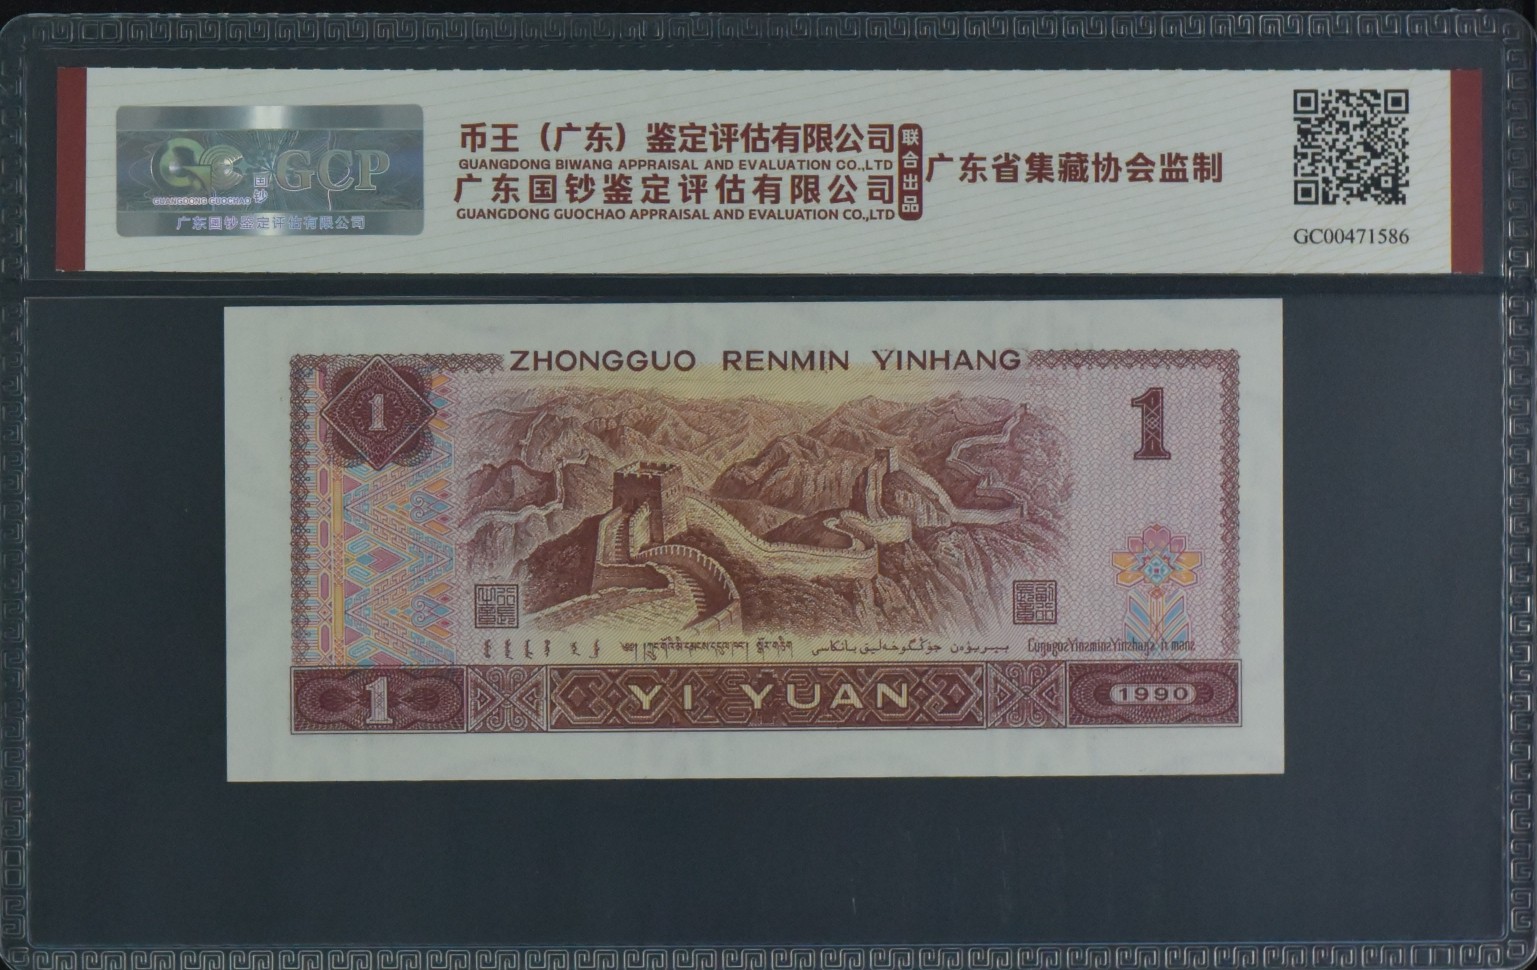 GCP
国钞
GUANGDONG GUOCHAO
广东国钞鉴定评估有限公司
币王（广东）鉴定评估有限公司
GUANGDONG BIWANG APPRAISAL AND EVALUATION CO.,LTD
广东国钞鉴定评估有限公司
GUANGDONG GUOCHAO APPRAISAL AND EVALUATION CO.,LTD
联合出品
广东省集藏协会监制
GC00471586
ZHONGGUO RENMIN YINHANG
1
1
1
YI YUAN
1990